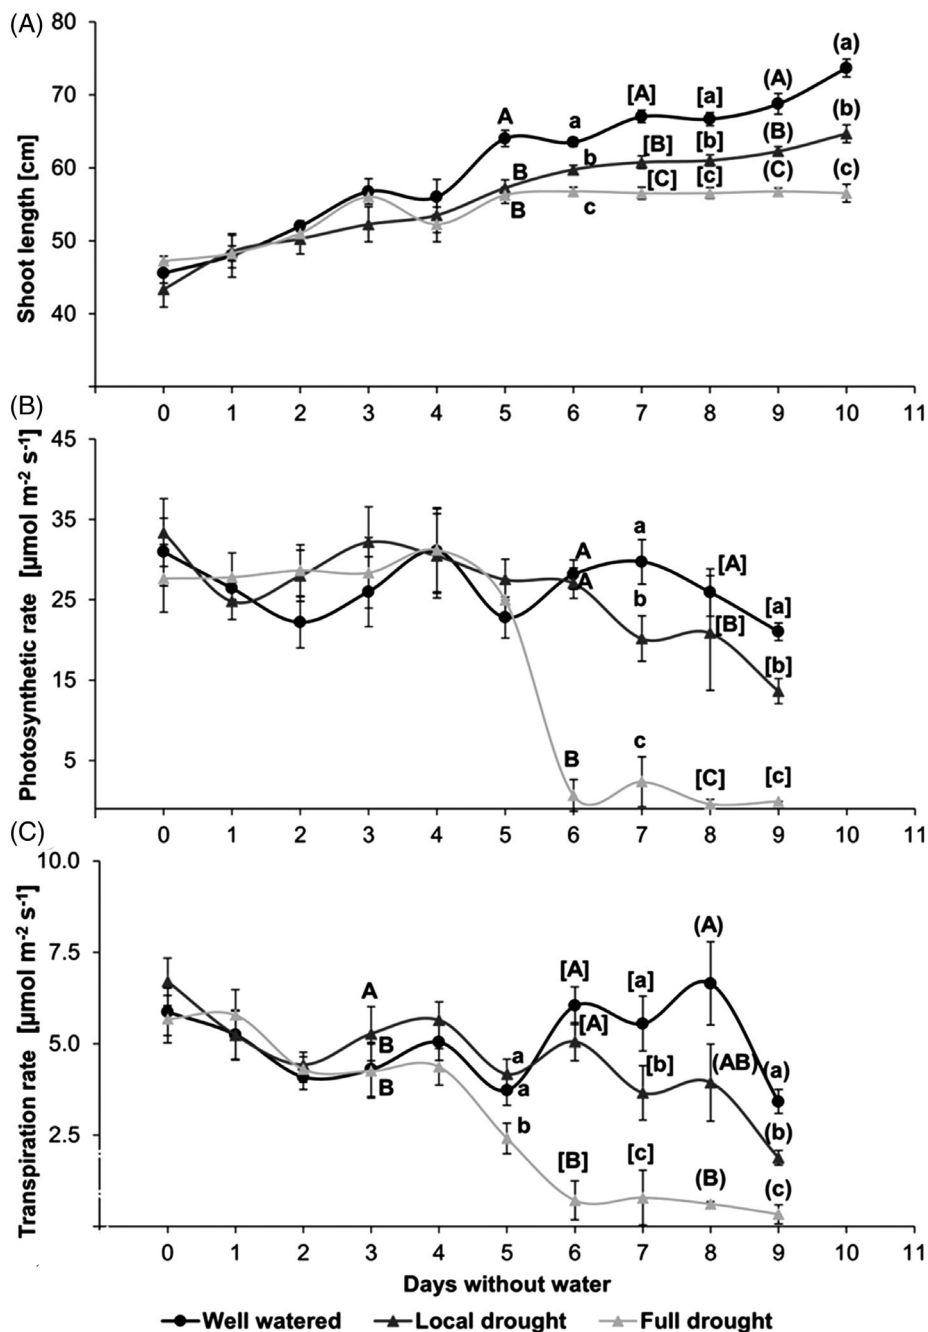 (A)
80
70
60
50
40
Shoot length [cm]
A a [A] [a] (A) (a)
B b [B] [b] (B) (b)
B c [C] [c] (C) (c)
0 1 2 3 4 5 6 7 8 9 10 11
(B)
45
35
25
15
5
Photosynthetic rate [µmol m-2 s-1]
A a [A] [a]
A b [B] [b]
B c [C] [c]
0 1 2 3 4 5 6 7 8 9 10 11
(C)
10.0
7.5
5.0
2.5
Transpiration rate [µmol m-2 s-1]
A a [A] [a] (A) (a)
B a [A] [b] (AB) (b)
B b [B] [c] (B) (c)
0 1 2 3 4 5 6 7 8 9 10 11
Days without water
Well watered Local drought Full drought